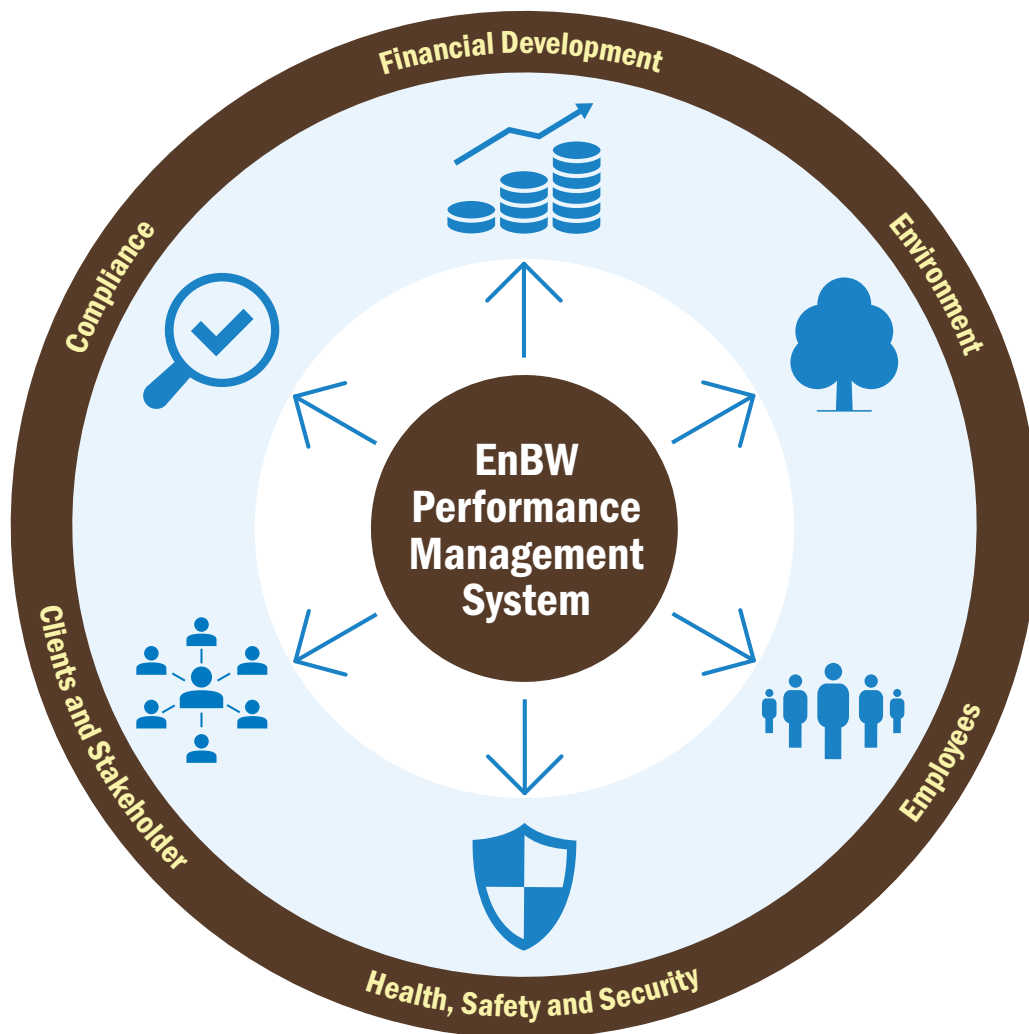 Financial Development
Environment
Employees
Health, Safety and Security
Clients and Stakeholder
Compliance
EnBW
Performance
Management
System